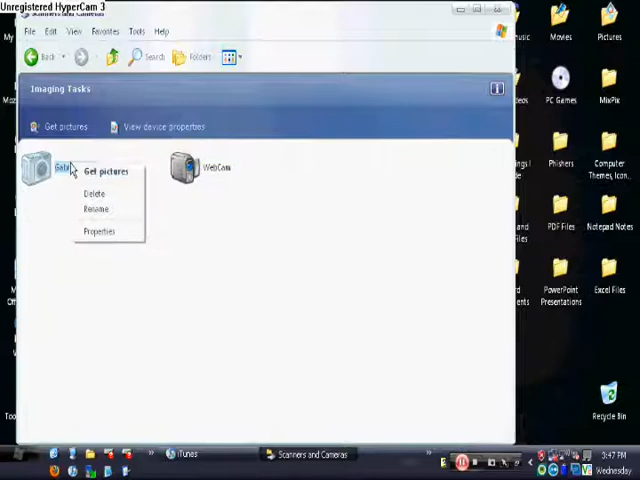 Unregistered HyperCam 3
Scanners and Cameras
File Edit View Favorites Tools Help
Back Search Folders
Imaging Tasks
Get pictures View device properties
Get pictures
WebCam
Delete
Rename
Properties
Movies
Pictures
PC Games
MixPix
Phishers
Computer
Themes, Icon...
PDF Files
Notepad Notes
PowerPoint
Presentations
Excel Files
Recycle Bin
iTunes
Scanners and Cameras
3:47 PM
Wednesday